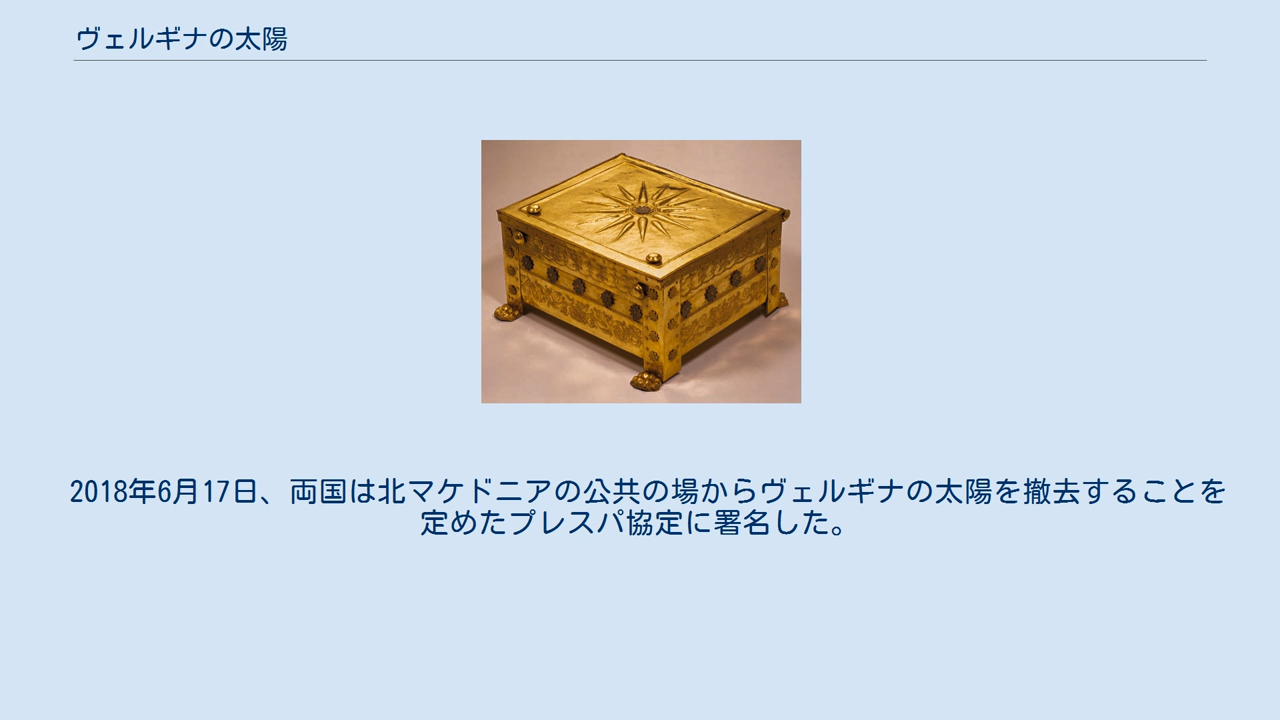 ヴェルギナの太陽
2018年6月17日、両国は北マケドニアの公共の場からヴェルギナの太陽を撤去することを
定めたプレスパ協定に署名した。